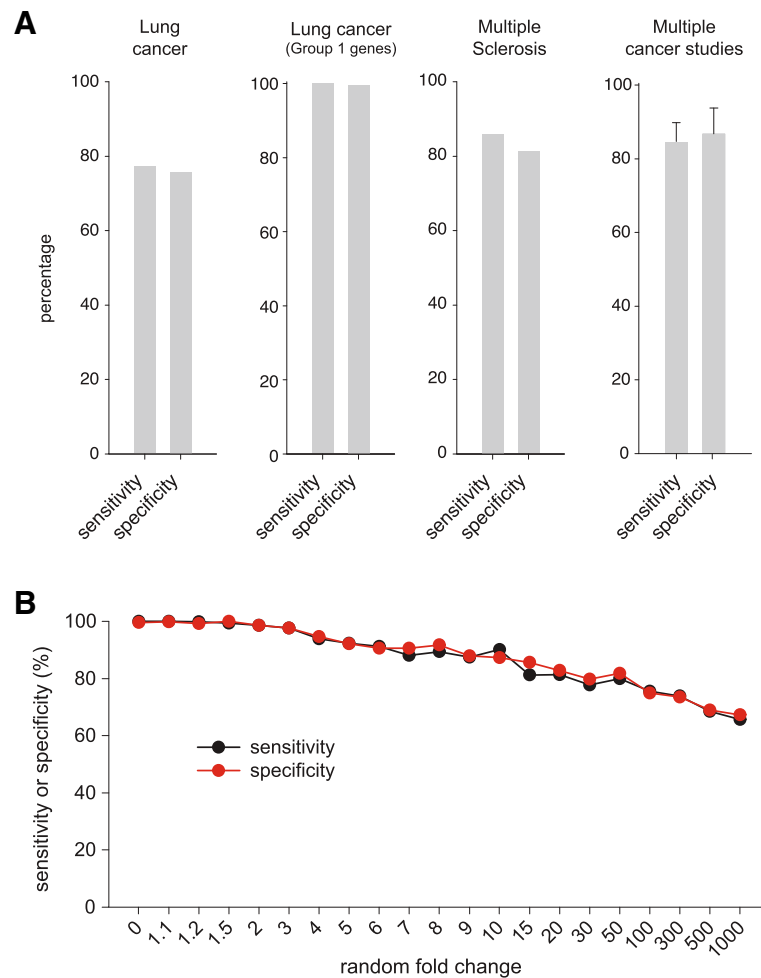 A
Lung
cancer
Lung cancer
(Group 1 genes)
Multiple
Sclerosis
Multiple
cancer studies
percentage
100
80
60
40
20
0
sensitivity
specificity
100
80
60
40
20
0
sensitivity
specificity
100
80
60
40
20
0
sensitivity
specificity
100
80
60
40
20
0
sensitivity
specificity
B
sensitivity or specificity (%)
100
80
60
40
20
0
sensitivity
specificity
0 1.1 1.2 1.5 2 3 4 5 6 7 8 9 10 15 20 30 50 100 300 500 1000
random fold change